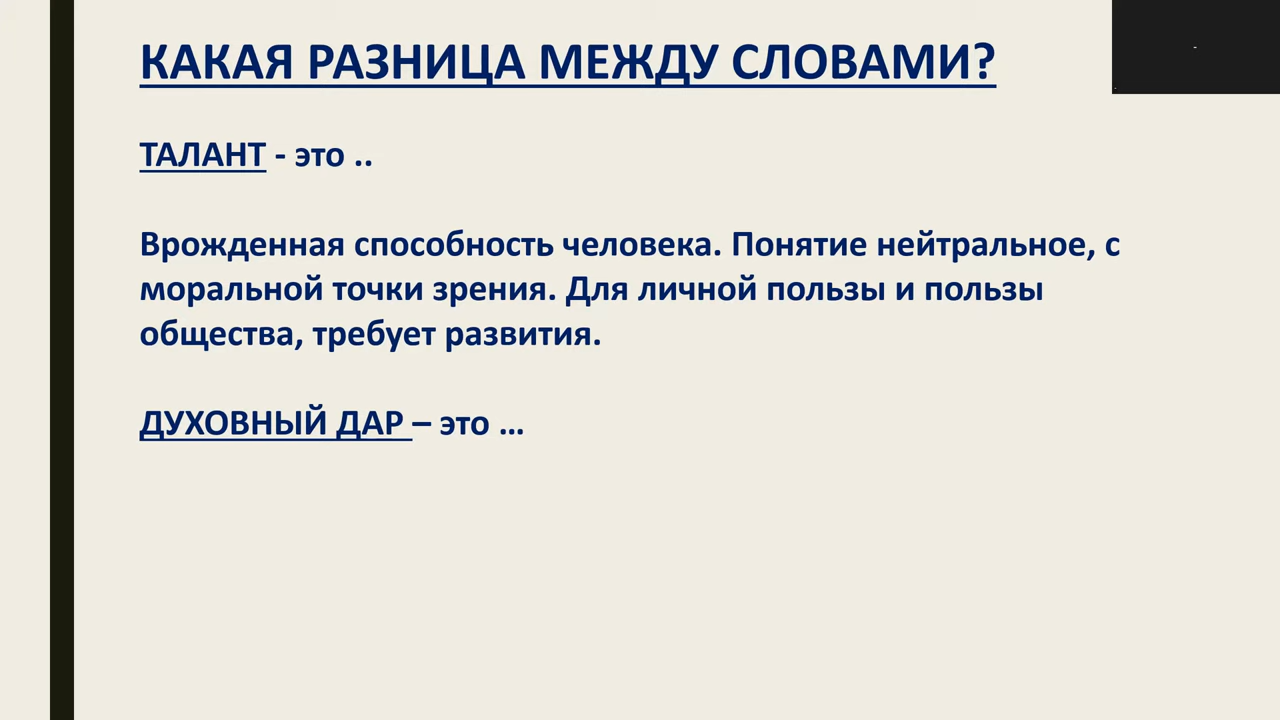 КАКАЯ РАЗНИЦА МЕЖДУ СЛОВАМИ?
ТАЛАНТ - это ..
Врожденная способность человека. Понятие нейтральное, с
моральной точки зрения. Для личной пользы и пользы
общества, требует развития.
ДУХОВНЫЙ ДАР – это ...